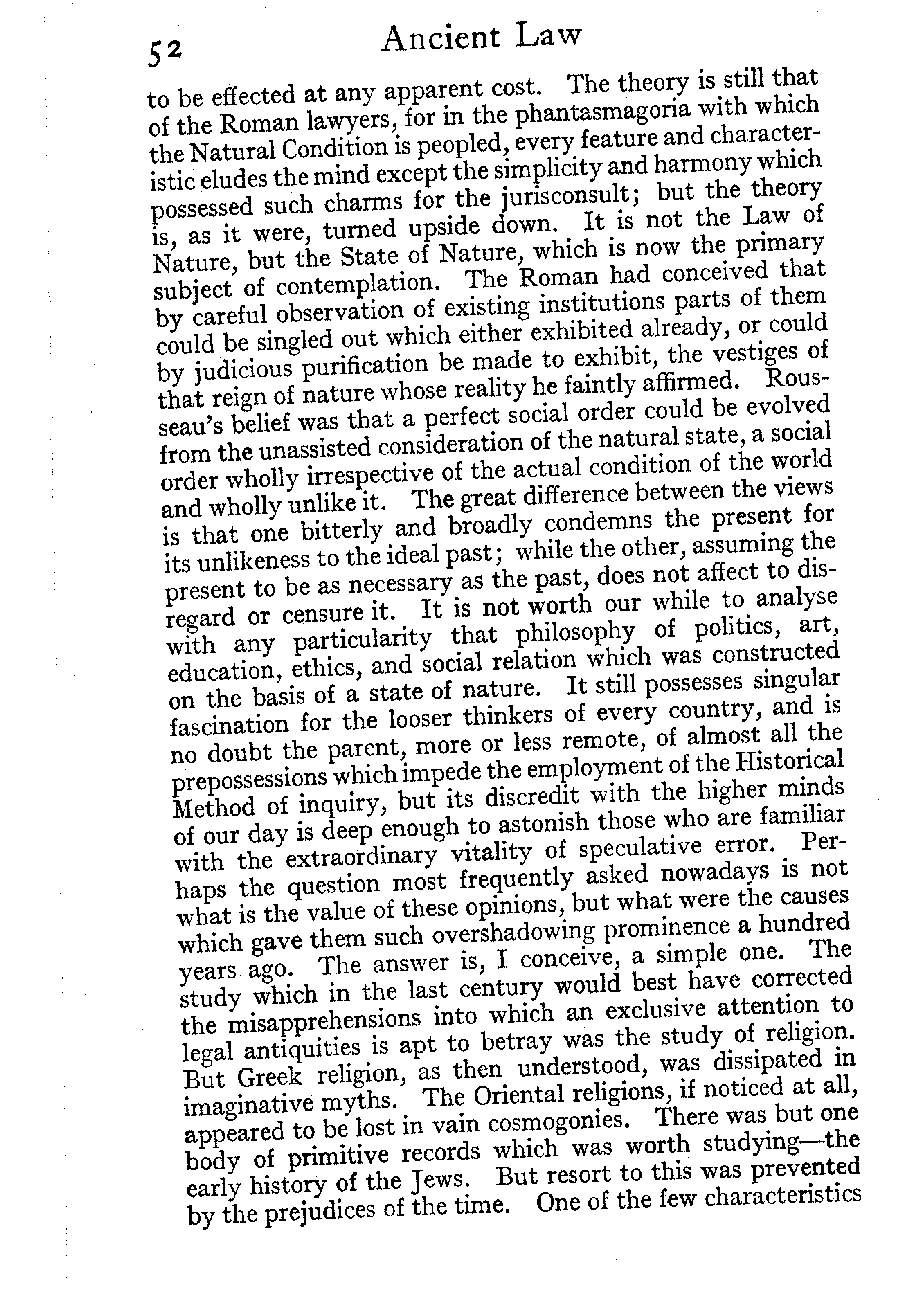 52 Ancient Law
to be effected at any apparent cost. The theory is still that
of the Roman lawyers, for in the phantasmagoria with which
the Natural Condition is peopled, every feature and character-
istic eludes the mind except the simplicity and harmony which
possessed such charms for the jurisconsult; but the theory
is, as it were, turned upside down. It is not the Law of
Nature, but the State of Nature, which is now the primary
subject of contemplation. The Roman had conceived that
by careful observation of existing institutions parts of them
could be singled out which either exhibited already, or could
by judicious purification be made to exhibit, the vestiges of
that reign of nature whose reality he faintly affirmed. Rous-
seau's belief was that a perfect social order could be evolved
from the unassisted consideration of the natural state, a social
order wholly irrespective of the actual condition of the world
and wholly unlike it. The great difference between the views
is that one bitterly and broadly condemns the present for
its unlikeness to the ideal past; while the other, assuming the
present to be as necessary as the past, does not affect to dis-
regard or censure it. It is not worth our while to analyse
with any particularity that philosophy of politics, art,
education, ethics, and social relation which was constructed
on the basis of a state of nature. It still possesses singular
fascination for the looser thinkers of every country, and is
no doubt the parent, more or less remote, of almost all the
prepossessions which impede the employment of the Historical
Method of inquiry, but its discredit with the higher minds
of our day is deep enough to astonish those who are familiar
with the extraordinary vitality of speculative error. Per-
haps the question most frequently asked nowadays is not
what is the value of these opinions, but what were the causes
which gave them such overshadowing prominence a hundred
years ago. The answer is, I conceive, a simple one. The
study which in the last century would best have corrected
the misapprehensions into which an exclusive attention to
legal antiquities is apt to betray was the study of religion.
But Greek religion, as then understood, was dissipated in
imaginative myths. The Oriental religions, if noticed at all,
appeared to be lost in vain cosmogonies. There was but one
body of primitive records which was worth studying—the
early history of the Jews. But resort to this was prevented
by the prejudices of the time. One of the few characteristics